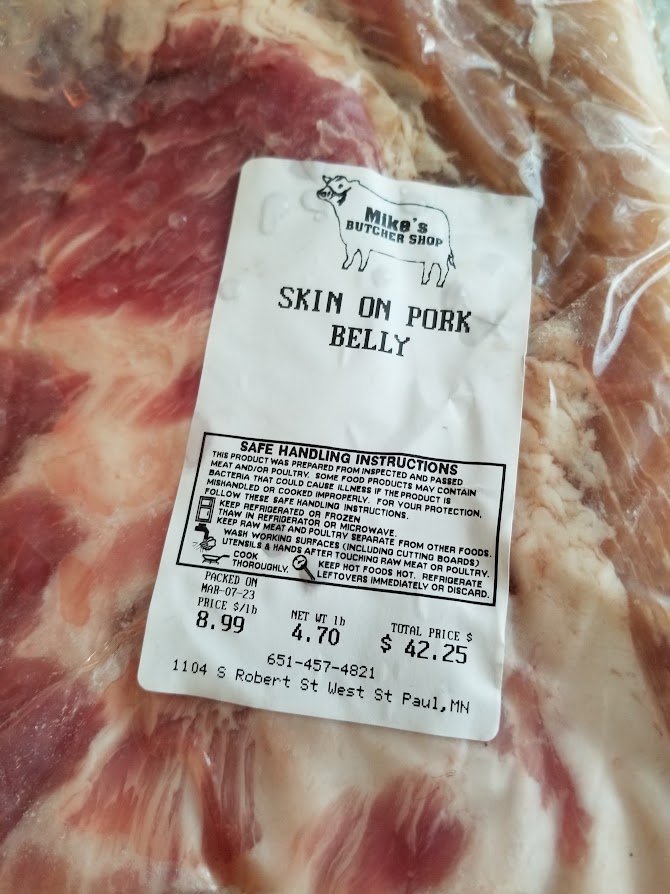 Mike's
BUTCHER SHOP
SKIN ON PORK
BELLY
SAFE HANDLING INSTRUCTIONS
THIS PRODUCT WAS PREPARED FROM INSPECTED AND PASSED
MEAT AND/OR POULTRY. SOME FOOD PRODUCTS MAY CONTAIN
BACTERIA THAT COULD CAUSE ILLNESS IF THE PRODUCT IS
MISHANDLED OR COOKED IMPROPERLY. FOR YOUR PROTECTION,
FOLLOW THESE SAFE HANDLING INSTRUCTIONS.
KEEP REFRIGERATED OR FROZEN
THAW IN REFRIGERATOR OR MICROWAVE.
KEEP RAW MEAT AND POULTRY SEPARATE FROM OTHER FOODS.
WASH WORKING SURFACES (INCLUDING CUTTING BOARDS)
UTENSILS & HANDS AFTER TOUCHING RAW MEAT OR POULTRY.
COOK
THOROUGHLY.
KEEP HOT FOODS HOT. REFRIGERATE
LEFTOVERS IMMEDIATELY OR DISCARD.
PACKED ON
MAR-07-23
PRICE $/lb
8.99
NET WT lb
4.70
TOTAL PRICE $
$ 42.25
651-457-4821
1104 S Robert St West St Paul,MN